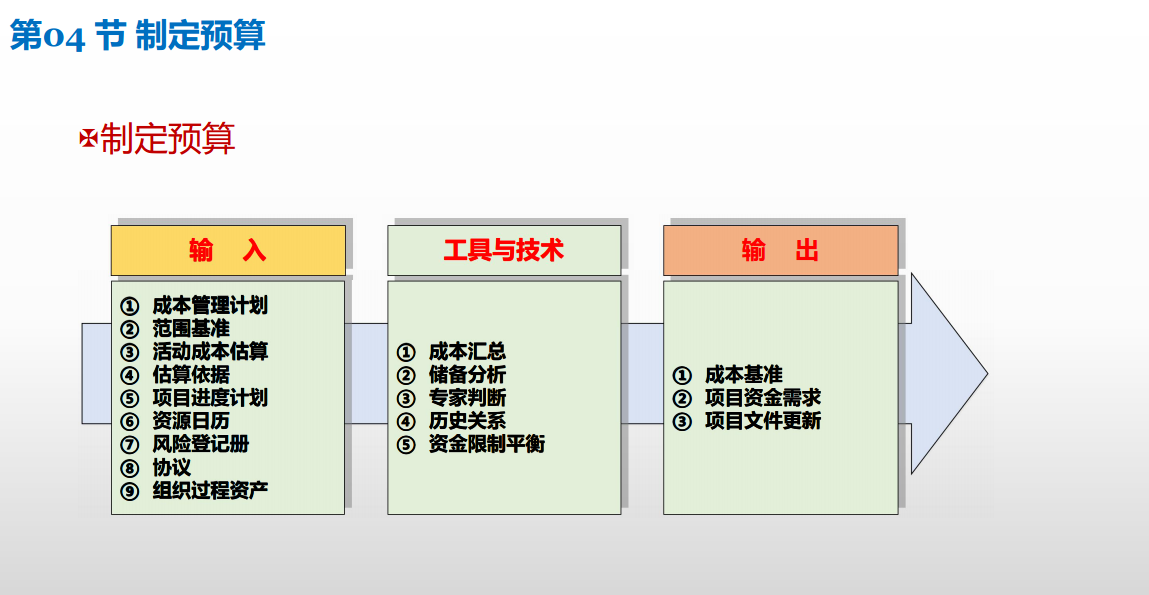 第04 节 制定预算
✠制定预算
输 入
① 成本管理计划
② 范围基准
③ 活动成本估算
④ 估算依据
⑤ 项目进度计划
⑥ 资源日历
⑦ 风险登记册
⑧ 协议
⑨ 组织过程资产
工具与技术
① 成本汇总
② 储备分析
③ 专家判断
④ 历史关系
⑤ 资金限制平衡
输 出
① 成本基准
② 项目资金需求
③ 项目文件更新